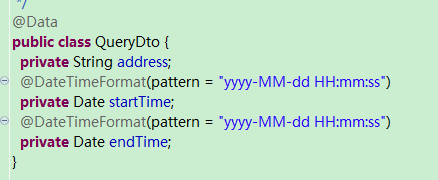 */
@Data
public class QueryDto {
private String address;
@DateTimeFormat(pattern = "yyyy-MM-dd HH:mm:ss")
private Date startTime;
@DateTimeFormat(pattern = "yyyy-MM-dd HH:mm:ss")
private Date endTime;
}